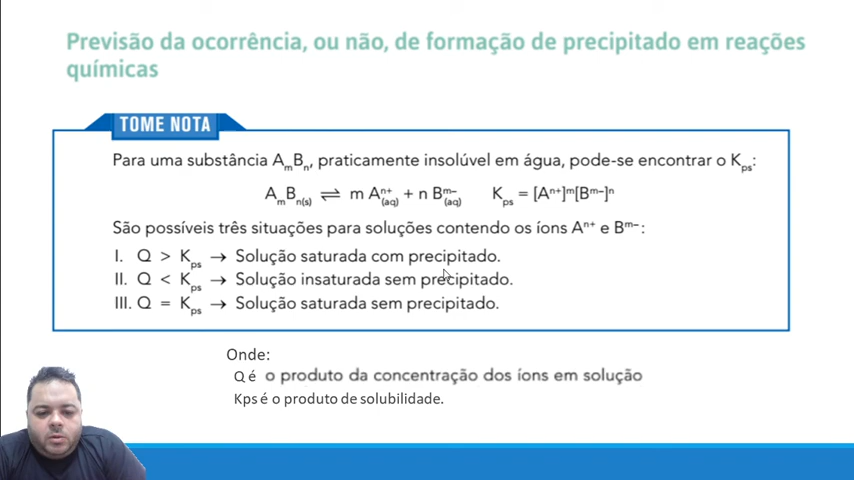 Previsão da ocorrência, ou não, de formação de precipitado em reações
químicas
TOME NOTA
Para uma substância AₘBₙ, praticamente insolúvel em água, pode-se encontrar o Kₚₛ:
AₘBₙ₍ₛ₎ ⇌ m Aⁿ⁺₍aq₎ + n Bᵐ⁻₍aq₎ Kₚₛ = [Aⁿ⁺]ᵐ[Bᵐ⁻]ⁿ
São possíveis três situações para soluções contendo os íons Aⁿ⁺ e Bᵐ⁻:
I. Q > Kₚₛ → Solução saturada com precipitado.
II. Q < Kₚₛ → Solução insaturada sem precipitado.
III. Q = Kₚₛ → Solução saturada sem precipitado.
Onde:
Q é o produto da concentração dos íons em solução
Kps é o produto de solubilidade.